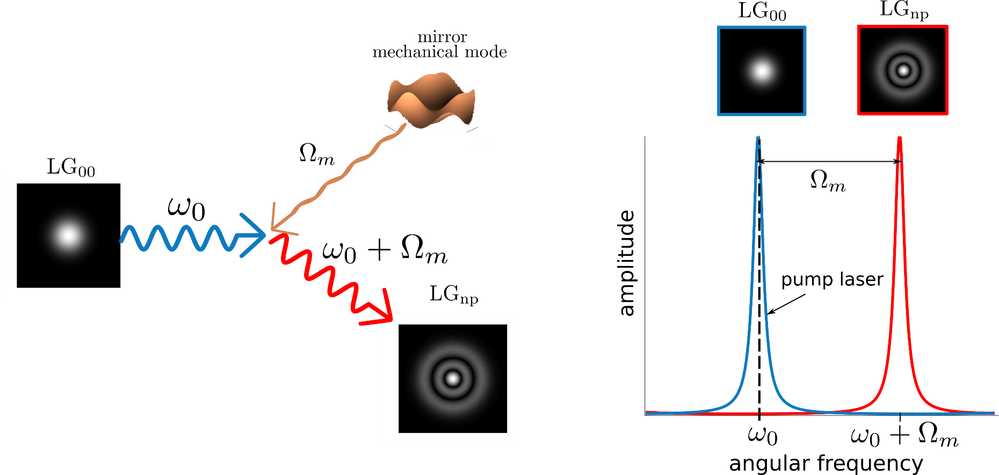 mirror
mechanical mode
Ωₘ
LG₀₀
ω₀
ω₀ + Ωₘ
LGₙₚ
LG₀₀
LGₙₚ
Ωₘ
pump laser
amplitude
ω₀
ω₀ + Ωₘ
angular frequency